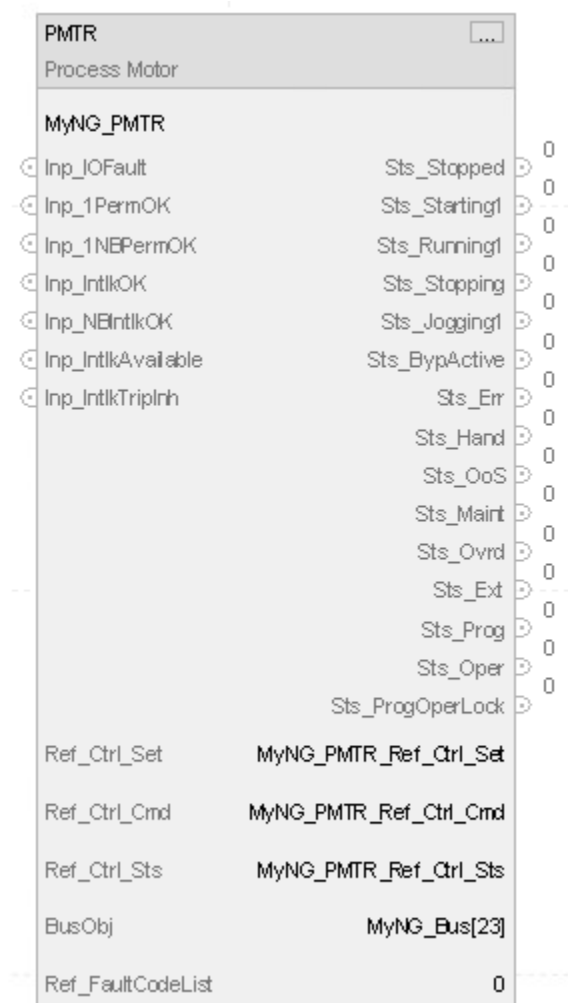 PMTR ...
Process Motor
MyNG_PMTR
0
Inp_IOFault Sts_Stopped
0
Inp_1PermOK Sts_Starting1
0
Inp_1NBPermOK Sts_Running1
0
Inp_IntlkOK Sts_Stopping
0
Inp_NBIntlkOK Sts_Jogging1
0
Inp_IntlkAvailable Sts_BypActive
0
Inp_IntlkTripInh Sts_Err
0
Sts_Hand
0
Sts_OoS
0
Sts_Maint
0
Sts_Ovrd
0
Sts_Ext
0
Sts_Prog
0
Sts_Oper
0
Sts_ProgOperLock
Ref_Ctrl_Set MyNG_PMTR_Ref_Ctrl_Set
Ref_Ctrl_Cmd MyNG_PMTR_Ref_Ctrl_Cmd
Ref_Ctrl_Sts MyNG_PMTR_Ref_Ctrl_Sts
BusObj MyNG_Bus[23]
Ref_FaultCodeList 0